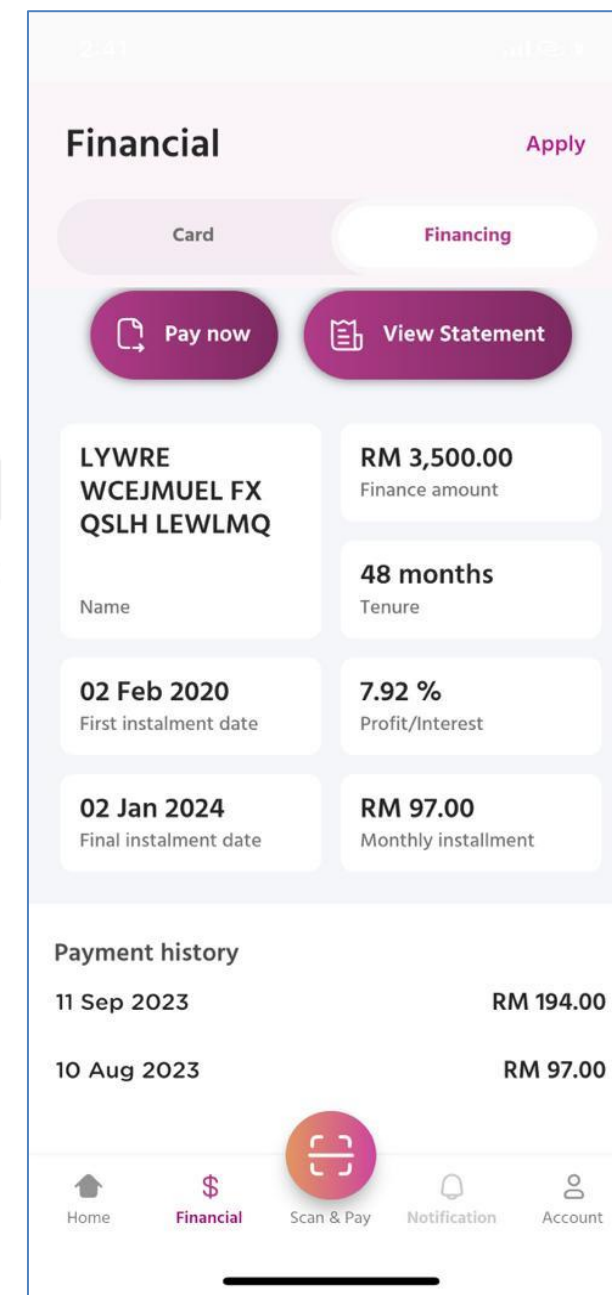 2:41
Financial
Apply
Card
Financing
Pay now
View Statement
LYWRE
WCEJMUEL FX
QSLH LEWLMQ
Name
RM 3,500.00
Finance amount
48 months
Tenure
02 Feb 2020
First instalment date
7.92 %
Profit/Interest
02 Jan 2024
Final instalment date
RM 97.00
Monthly installment
Payment history
11 Sep 2023
RM 194.00
10 Aug 2023
RM 97.00
Home
Financial
Scan & Pay
Notification
Account